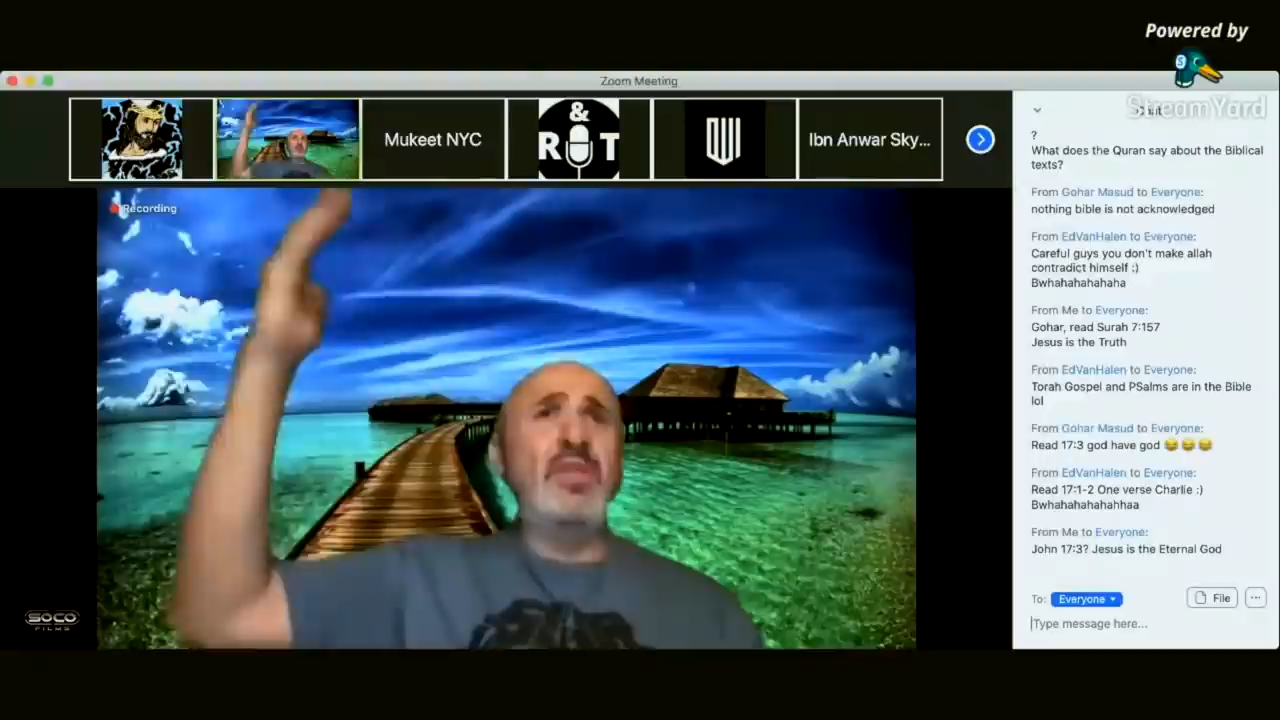 Powered by
StreamYard
Zoom Meeting
Mukeet NYC
&
R T
Ibn Anwar Sky...
Recording
?
What does the Quran say about the Biblical
texts?
From Gohar Masud to Everyone:
nothing bible is not acknowledged
From EdVanHalen to Everyone:
Careful guys you don't make allah
contradict himself :)
Bwhahahahahaha
From Me to Everyone:
Gohar, read Surah 7:157
Jesus is the Truth
From EdVanHalen to Everyone:
Torah Gospel and PSalms are in the Bible
lol
From Gohar Masud to Everyone:
Read 17:3 god have god 😂 😂 😂
From EdVanHalen to Everyone:
Read 17:1-2 One verse Charlie :)
Bwhahahahahahhaa
From Me to Everyone:
John 17:3? Jesus is the Eternal God
To: Everyone
File
Type message here...
SOCO
FILMS